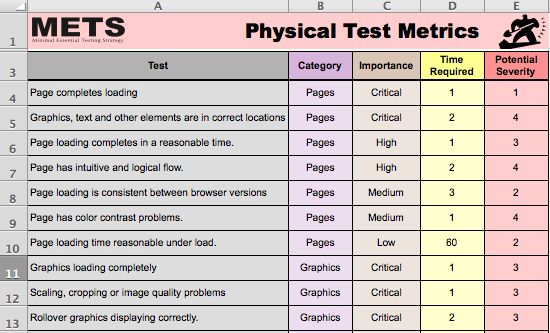 A B C D E
1 METS Physical Test Metrics
Minimal Essential Testing Strategy
3 Test Category Importance Time Required Potential Severity
4 Page completes loading Pages Critical 1 1
5 Graphics, text and other elements are in correct locations Pages Critical 2 4
6 Page loading completes in a reasonable time. Pages High 1 3
7 Page has intuitive and logical flow. Pages High 2 4
8 Page loading is consistent between browser versions Pages Medium 3 2
9 Page has color contrast problems. Pages Medium 1 4
10 Page loading time reasonable under load. Pages Low 60 2
11 Graphics loading completely Graphics Critical 1 3
12 Scaling, cropping or image quality problems Graphics Critical 1 3
13 Rollover graphics displaying correctly. Graphics Critical 2 3